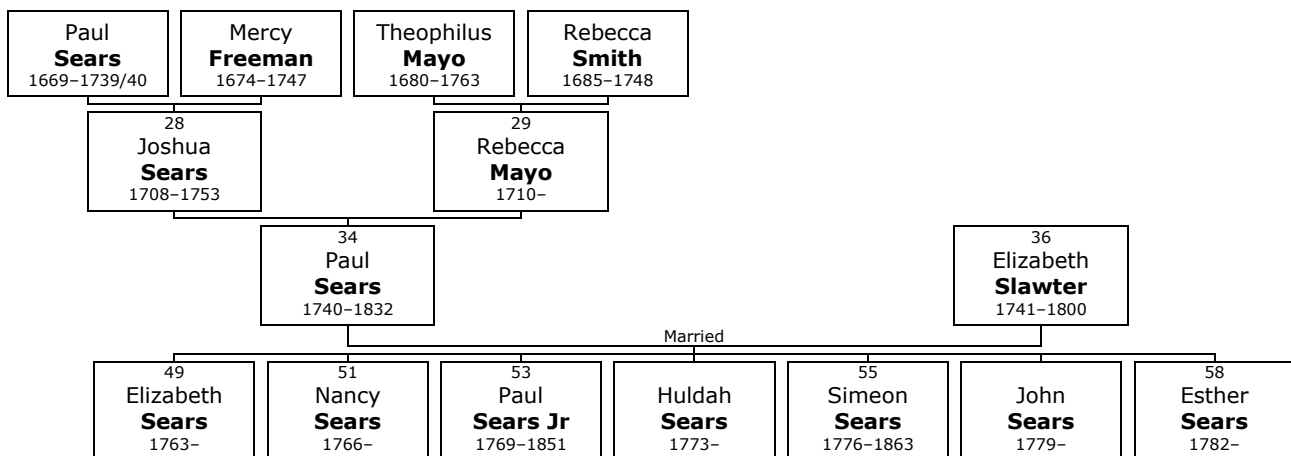 Paul
Sears
1669–1739/40
Mercy
Freeman
1674–1747
Theophilus
Mayo
1680–1763
Rebecca
Smith
1685–1748
28
Joshua
Sears
1708–1753
29
Rebecca
Mayo
1710–
34
Paul
Sears
1740–1832
36
Elizabeth
Slawter
1741–1800
Married
49
Elizabeth
Sears
1763–
51
Nancy
Sears
1766–
53
Paul
Sears Jr
1769–1851
Huldah
Sears
1773–
55
Simeon
Sears
1776–1863
John
Sears
1779–
58
Esther
Sears
1782–